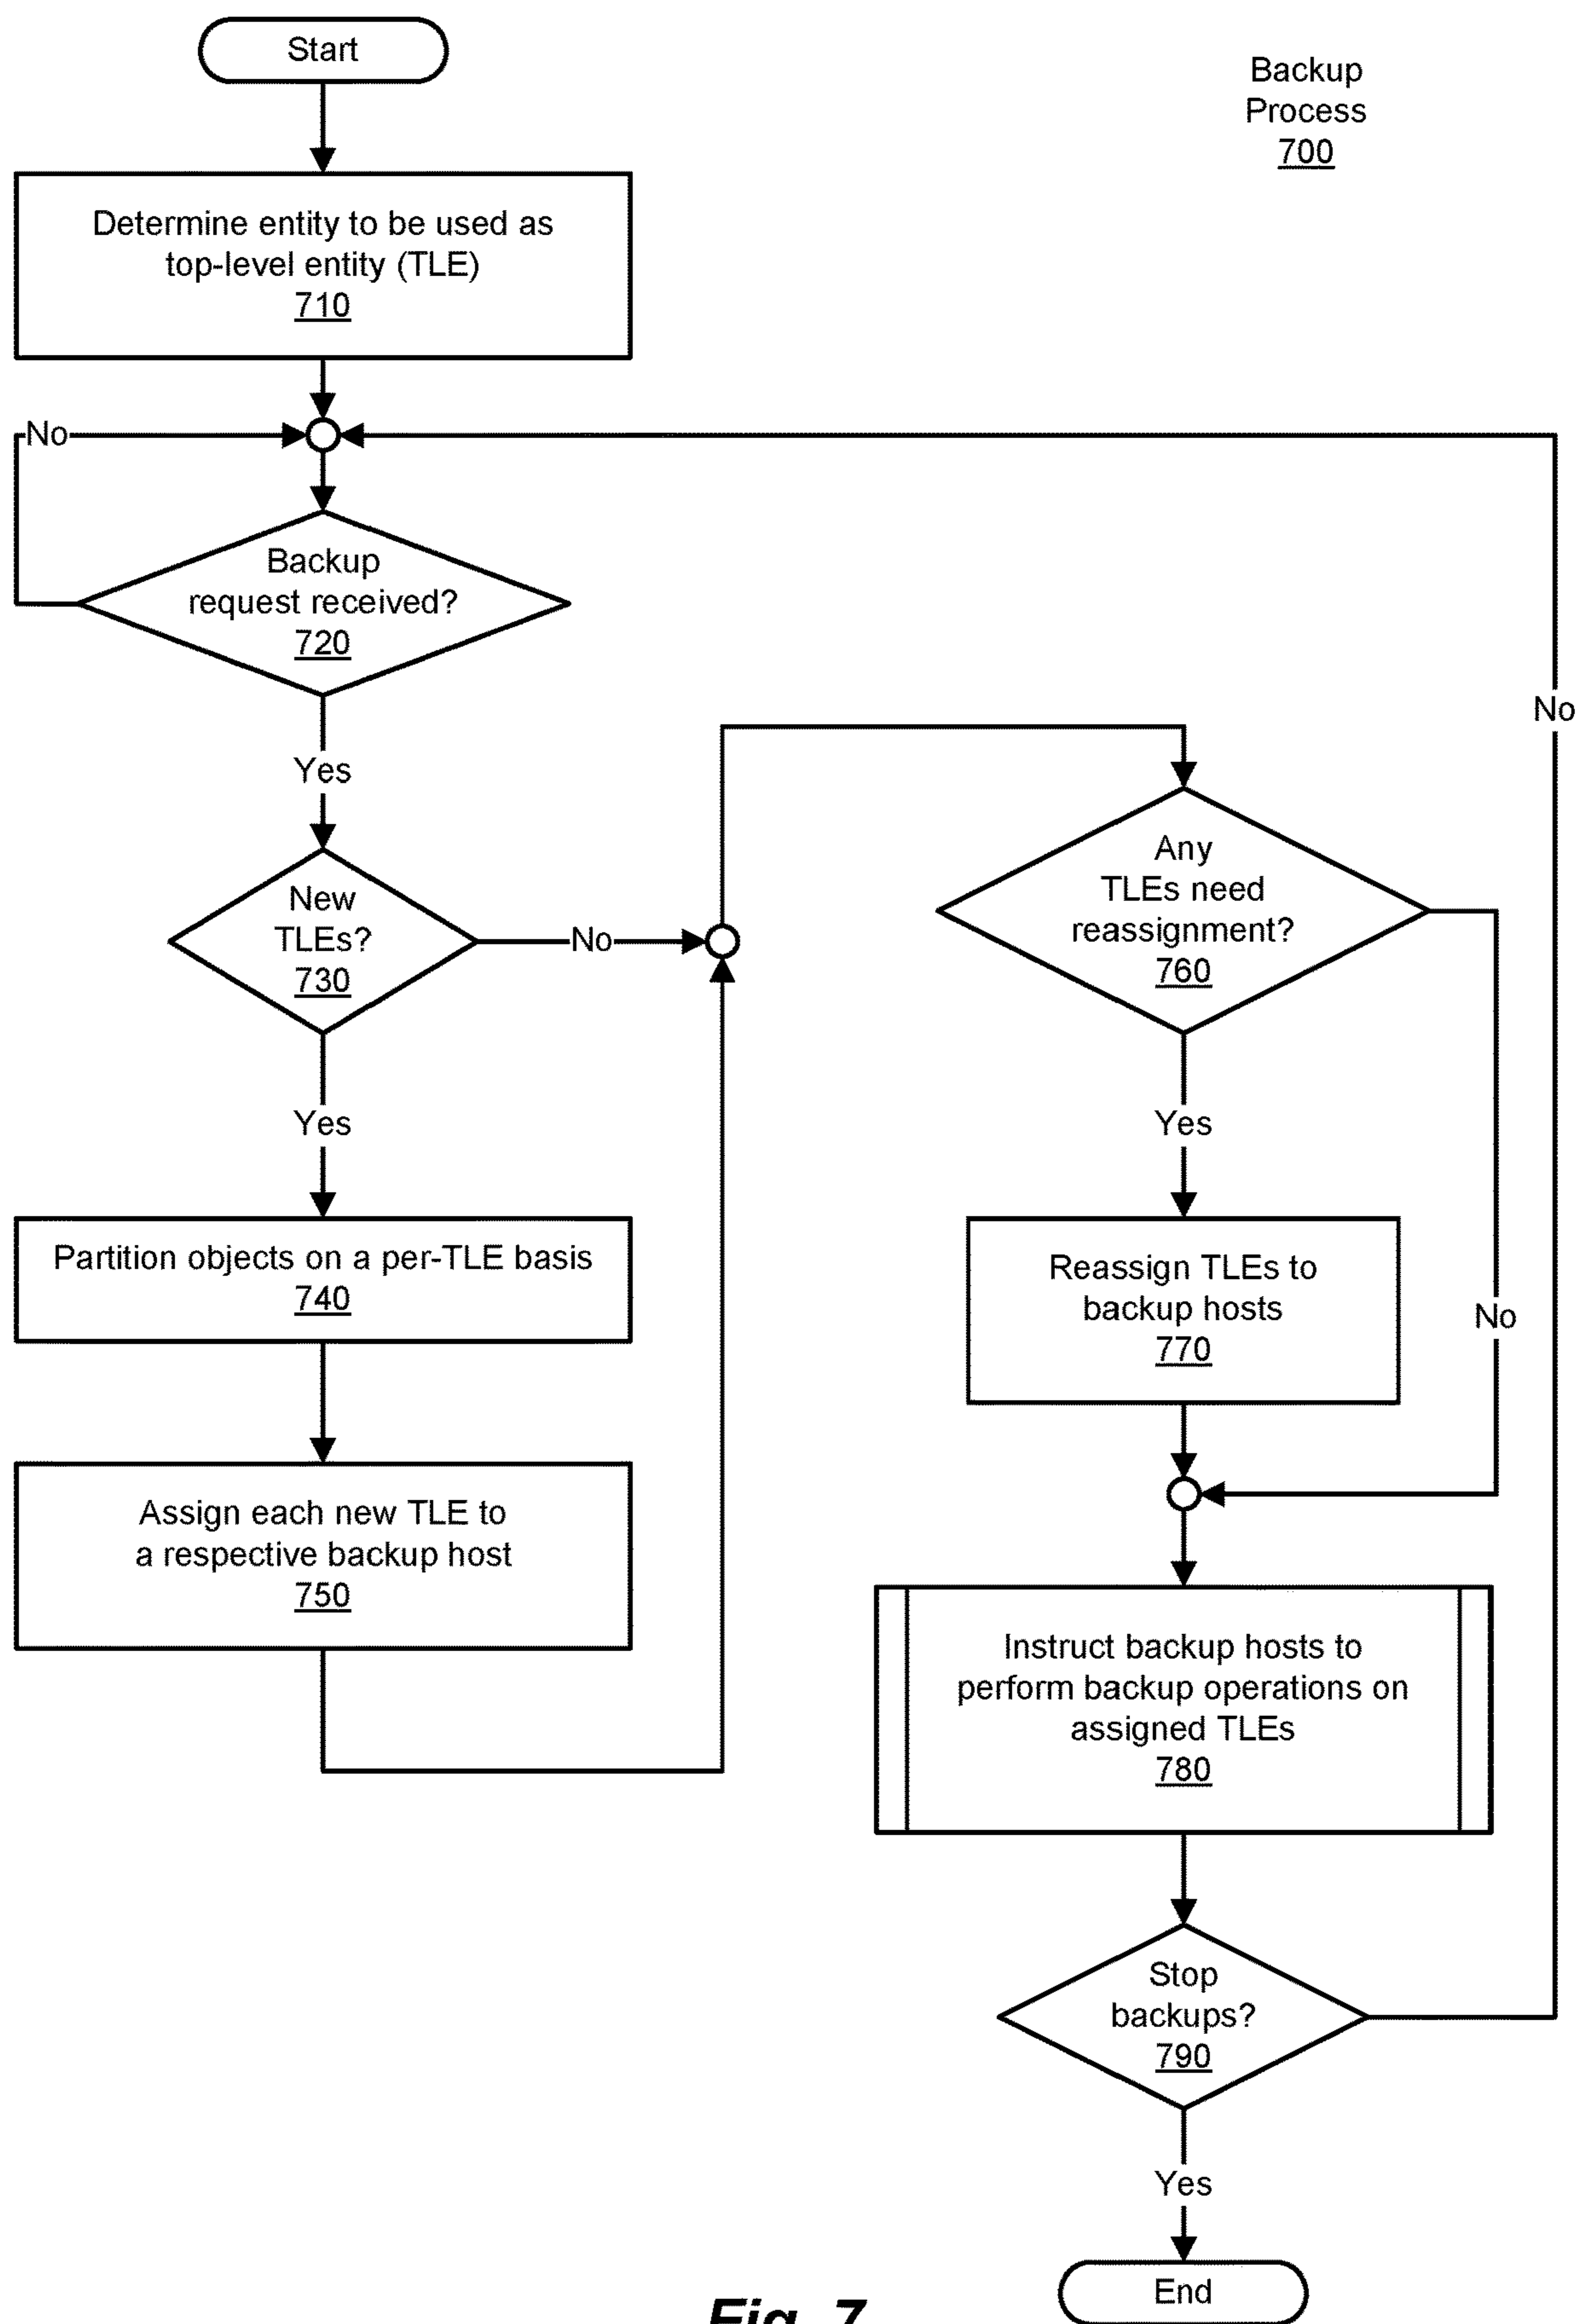 Start
Backup
Process
700
Determine entity to be used as
top-level entity (TLE)
710
No
Backup
request received?
720
Yes
No
New
TLEs?
730
No
Any
TLEs need
reassignment?
760
Yes
Yes
Partition objects on a per-TLE basis
740
Reassign TLEs to
backup hosts
770
No
Assign each new TLE to
a respective backup host
750
Instruct backup hosts to
perform backup operations on
assigned TLEs
780
Stop
backups?
790
Yes
End
Fig. 7